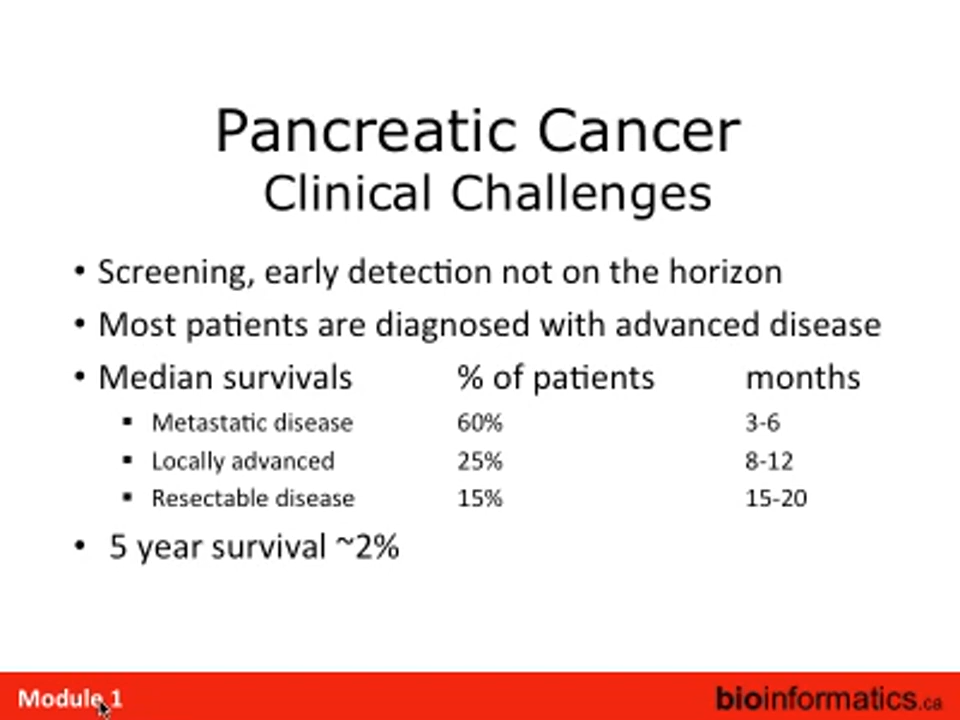 Pancreatic Cancer
Clinical Challenges
• Screening, early detection not on the horizon
• Most patients are diagnosed with advanced disease
• Median survivals % of patients months
▪ Metastatic disease 60% 3-6
▪ Locally advanced 25% 8-12
▪ Resectable disease 15% 15-20
• 5 year survival ~2%
Module 1 bioinformatics.ca